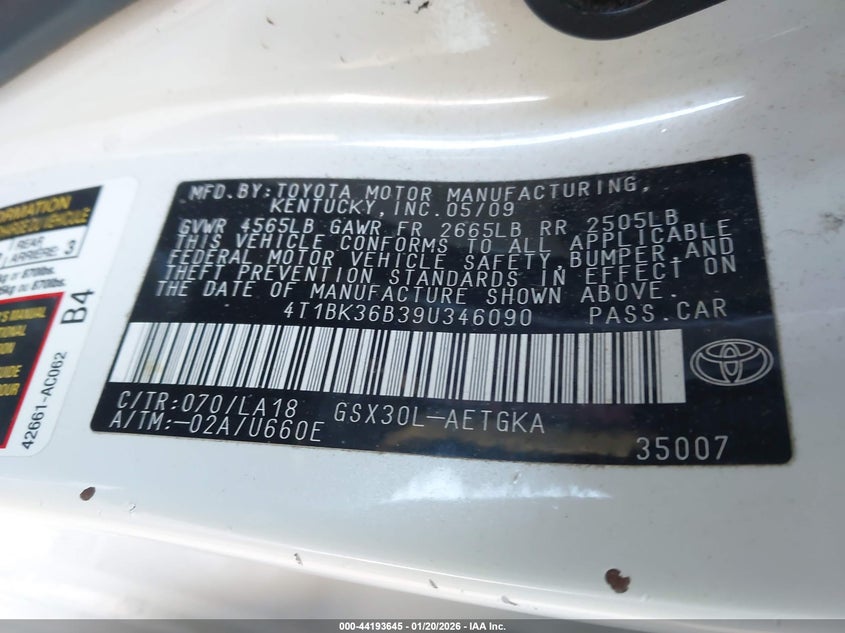 MFD.BY:TOYOTA MOTOR MANUFACTURING,
KENTUCKY, INC. 05/09
GVWR 4565LB GAWR FR 2665LB RR 2505LB
THIS VEHICLE CONFORMS TO ALL APPLICABLE
FEDERAL MOTOR VEHICLE SAFETY, BUMPER, AND
THEFT PREVENTION STANDARDS IN EFFECT ON
THE DATE OF MANUFACTURE SHOWN ABOVE.
4T1BK36B39U346090 PASS.CAR
C/TR:070/LA18 GSX30L-AETGKA
A/TM:-02A/U660E
35007
REAR
ARRIÈRE 3
B4
42661-AC062
000-44193645 | 01/20/2026 - IAA Inc.